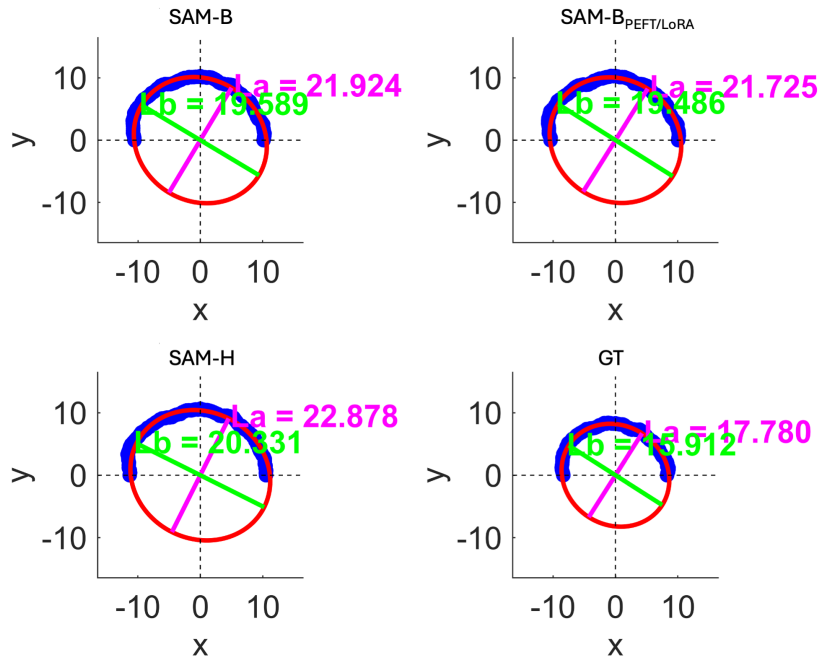 SAM-B
SAM-B PEFT/LoRA
10
0
-10
-10 0 10
x
y
La = 21.924
Lb = 19.589
10
0
-10
-10 0 10
x
y
La = 21.725
Lb = 19.486
SAM-H
GT
10
0
-10
-10 0 10
x
y
La = 22.878
Lb = 20.331
10
0
-10
-10 0 10
x
y
La = 17.780
Lb = 15.912